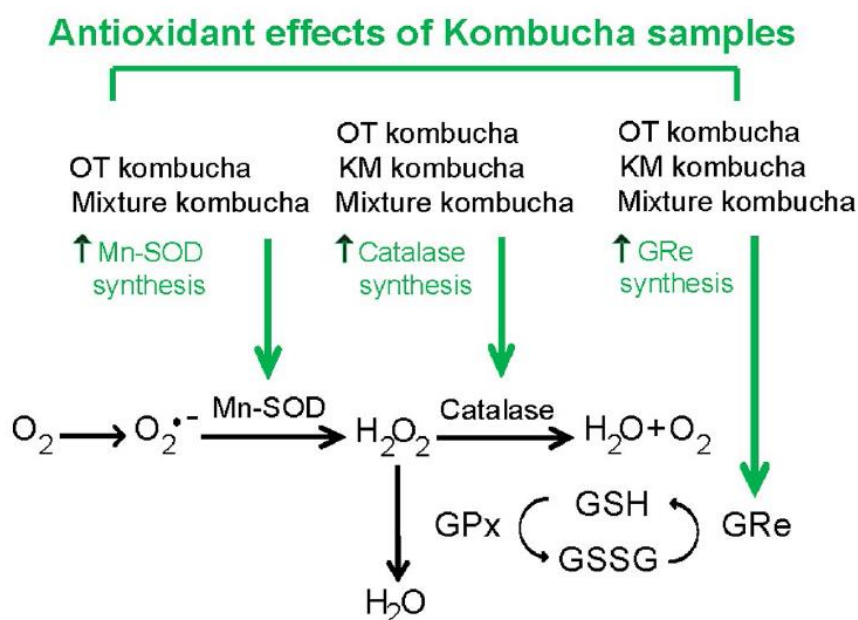 Antioxidant effects of Kombucha samples
OT kombucha
Mixture kombucha
↑ Mn-SOD
synthesis
OT kombucha
KM kombucha
Mixture kombucha
↑ Catalase
synthesis
OT kombucha
KM kombucha
Mixture kombucha
↑ GRe
synthesis
O₂ → O₂•⁻ Mn-SOD H₂O₂ Catalase H₂O+O₂
GPx GSH GRe
GSSG
H₂O